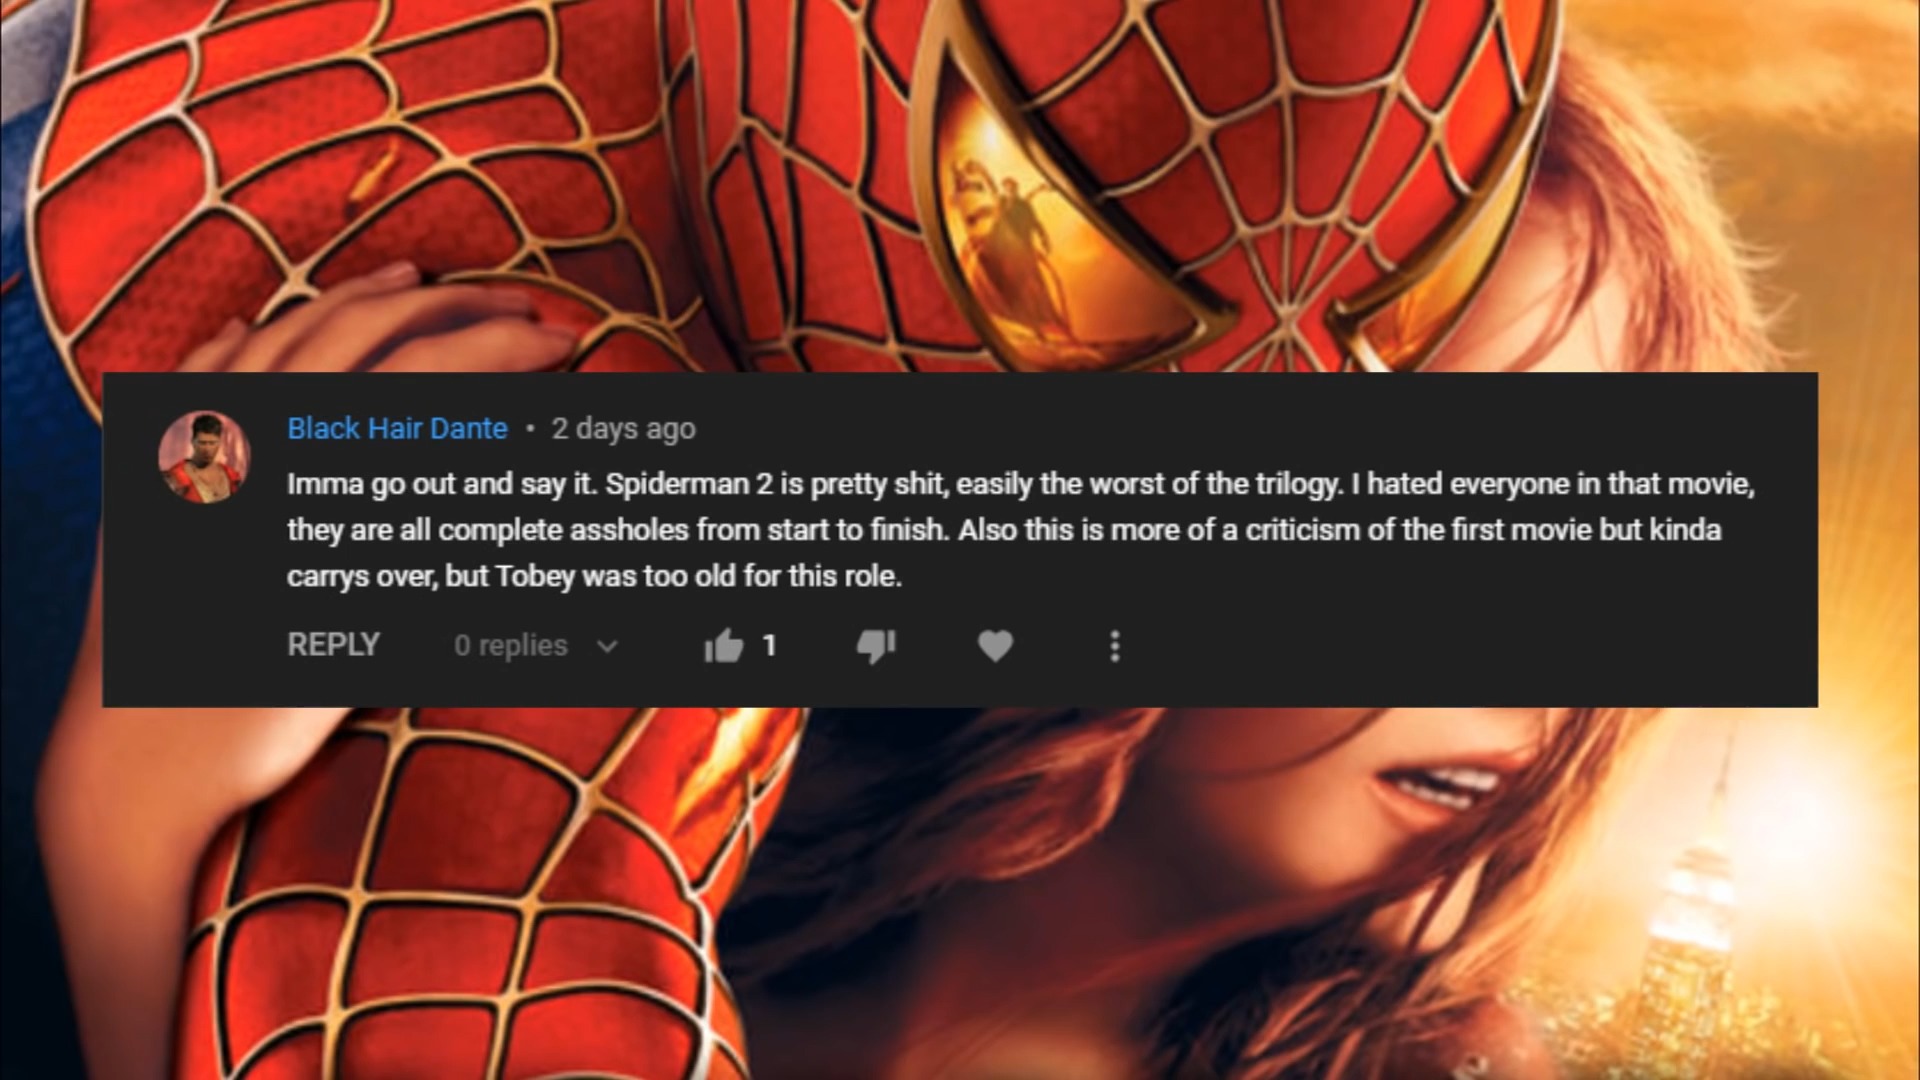 Black Hair Dante • 2 days ago
Imma go out and say it. Spiderman 2 is pretty shit, easily the worst of the trilogy. I hated everyone in that movie,
they are all complete assholes from start to finish. Also this is more of a criticism of the first movie but kinda
carrys over, but Tobey was too old for this role.
REPLY 0 replies 1